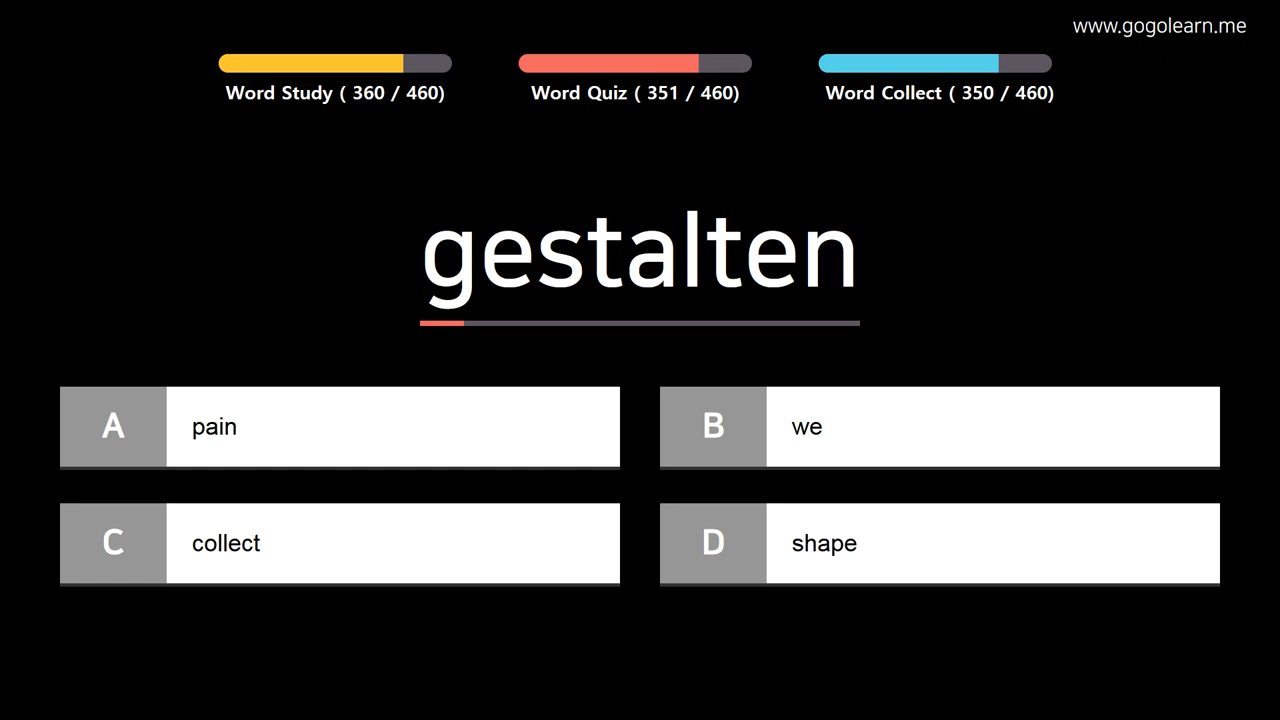 www.gogolearn.me
Word Study ( 360 / 460)
Word Quiz ( 351 / 460)
Word Collect ( 350 / 460)
gestalten
A pain
B we
C collect
D shape